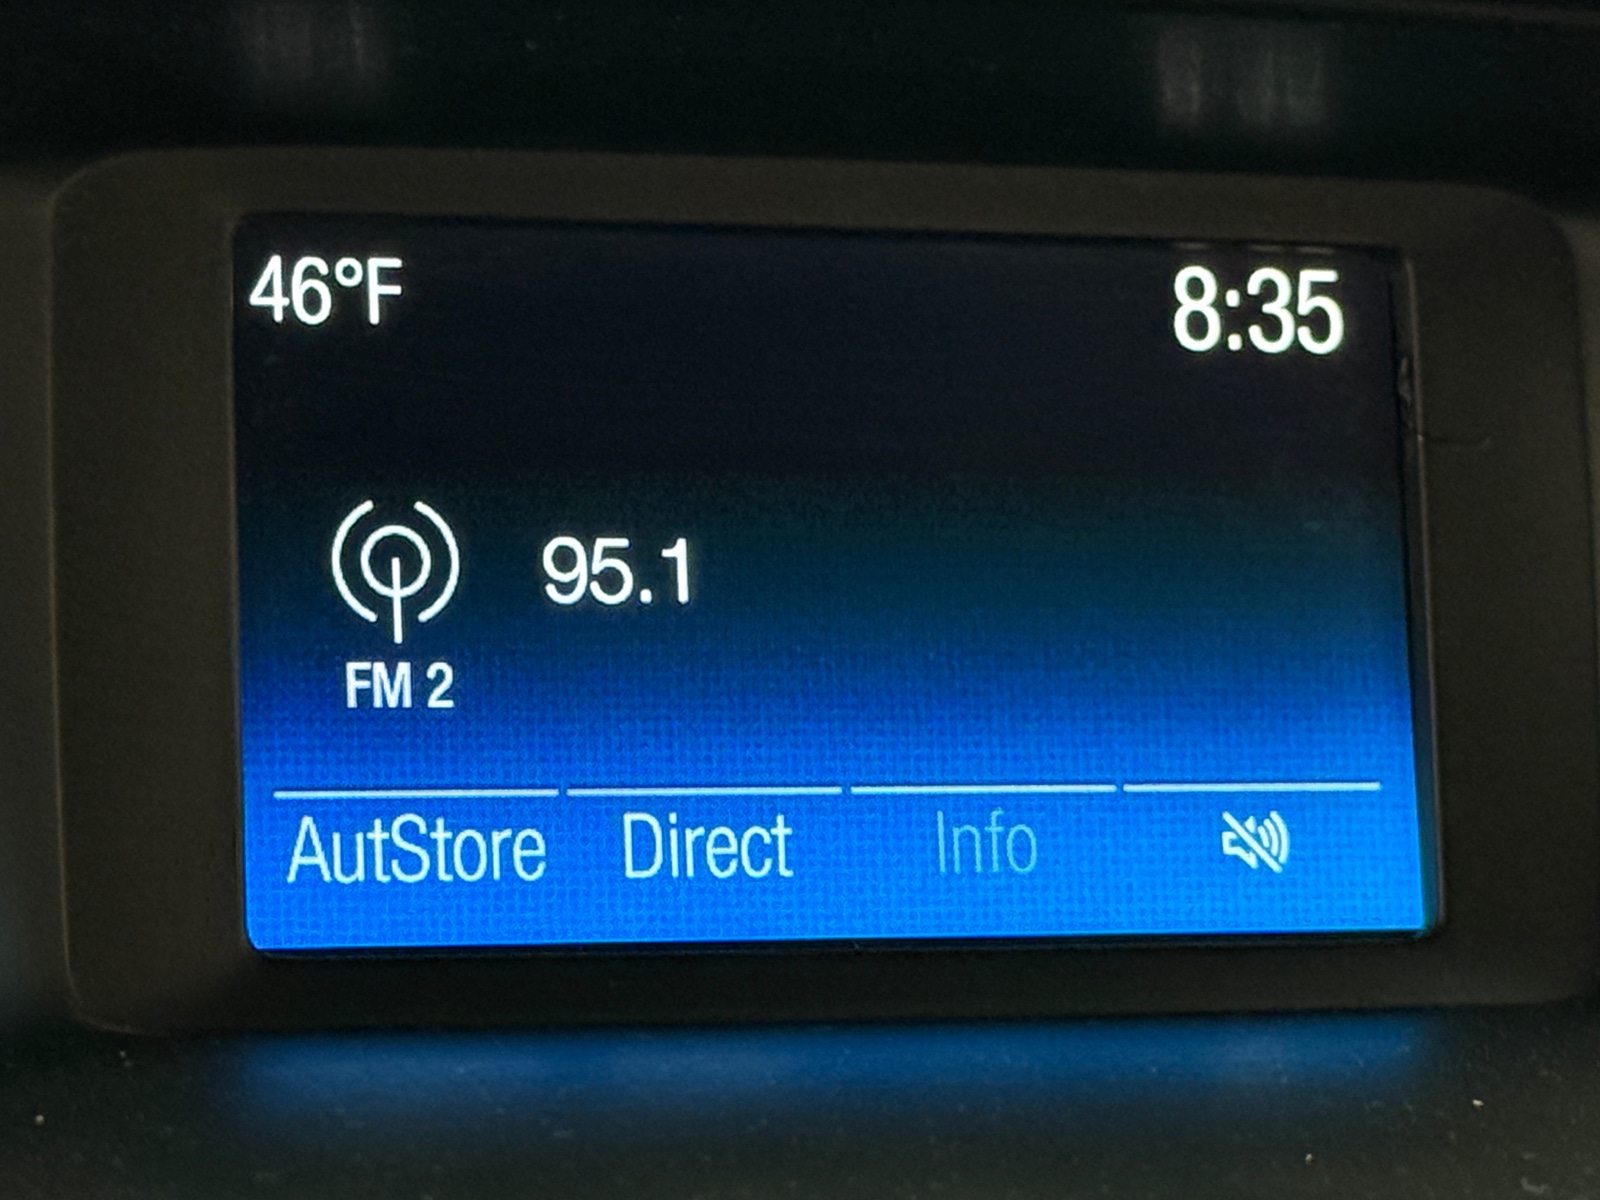 46°F 8:35
95.1
FM 2
AutStore Direct Info